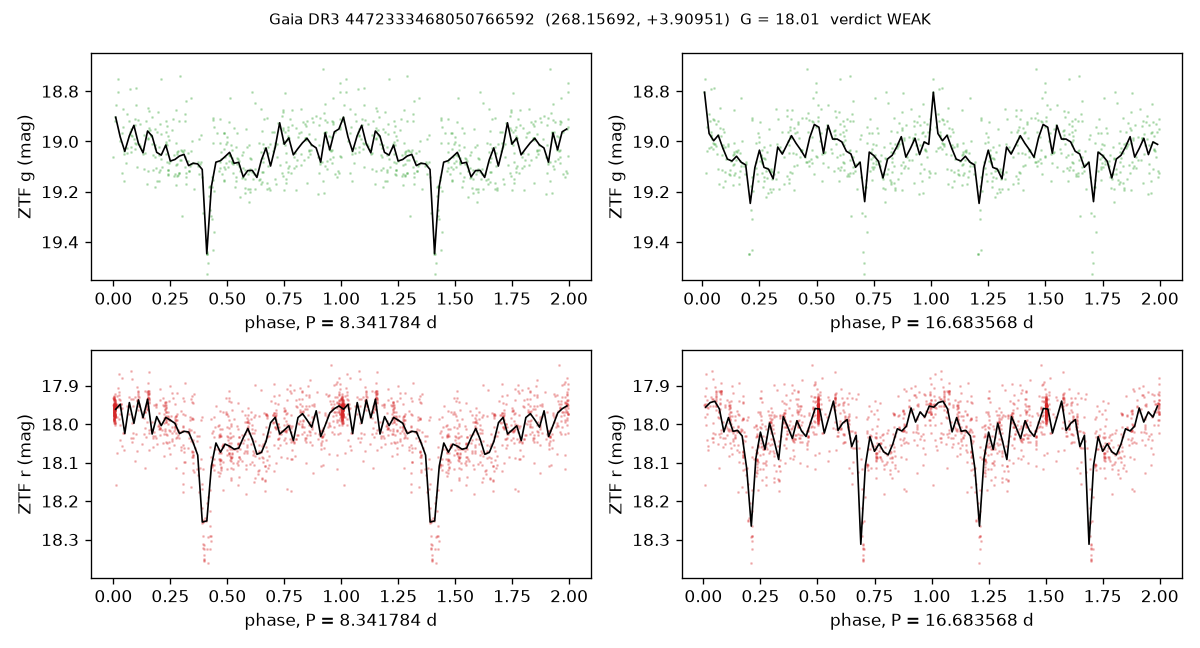 Gaia DR3 4472333468050766592  (268.15692, +3.90951)  G = 18.01  verdict WEAK
ZTF g (mag)
18.8
19.0
19.2
19.4
0.00 0.25 0.50 0.75 1.00 1.25 1.50 1.75 2.00
phase, P = 8.341784 d
ZTF g (mag)
18.8
19.0
19.2
19.4
0.00 0.25 0.50 0.75 1.00 1.25 1.50 1.75 2.00
phase, P = 16.683568 d
ZTF r (mag)
17.9
18.0
18.1
18.2
18.3
0.00 0.25 0.50 0.75 1.00 1.25 1.50 1.75 2.00
phase, P = 8.341784 d
ZTF r (mag)
17.9
18.0
18.1
18.2
18.3
0.00 0.25 0.50 0.75 1.00 1.25 1.50 1.75 2.00
phase, P = 16.683568 d